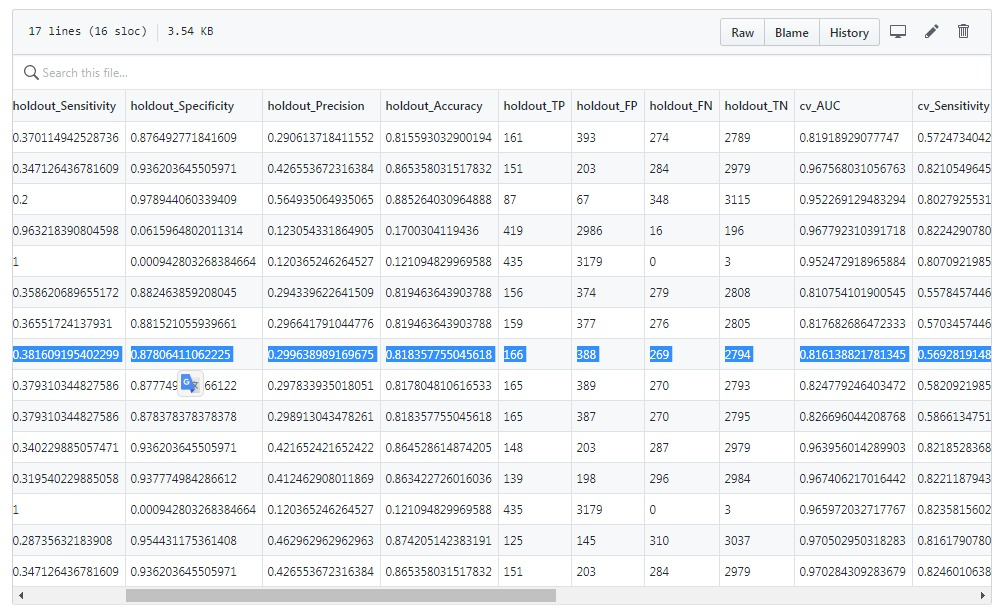 17 lines (16 sloc) 3.54 KB Raw Blame History
Search this file...
holdout_Sensitivity holdout_Specificity holdout_Precision holdout_Accuracy holdout_TP holdout_FP holdout_FN holdout_TN cv_AUC cv_Sensitivity
0.370114942528736 0.876492771841609 0.290613718411552 0.815593032900194 161 393 274 2789 0.81918929077747 0.5724734042
0.347126436781609 0.936203645505971 0.426553672316384 0.865358031517832 151 203 284 2979 0.967568031056763 0.8210549645
0.2 0.978944060339409 0.564935064935065 0.885264030964888 87 67 348 3115 0.952269129483294 0.8027925531
0.963218390804598 0.0615964802011314 0.123054331864905 0.1700304119436 419 2986 16 196 0.967792310391718 0.8224290780
1 0.000942803268384664 0.120365246264527 0.121094829969588 435 3179 0 3 0.952472918965884 0.8070921985
0.358620689655172 0.882463859208045 0.294339622641509 0.819463643903788 156 374 279 2808 0.810754101900545 0.5578457446
0.36551724137931 0.881521055939661 0.296641791044776 0.819463643903788 159 377 276 2805 0.817682686472333 0.5703457446
0.381609195402299 0.87806411062225 0.299638989169675 0.818357755045618 166 388 269 2794 0.816138821781345 0.5692819148
0.379310344827586 0.877749 66122 0.297833935018051 0.817804810616533 165 389 270 2793 0.824779246403472 0.5820921985
0.379310344827586 0.878378378378378 0.298913043478261 0.818357755045618 165 387 270 2795 0.826696044208768 0.5866134751
0.340229885057471 0.936203645505971 0.421652421652422 0.864528614874205 148 203 287 2979 0.963956014289903 0.8218528368
0.319540229885058 0.937774984286612 0.412462908011869 0.863422726016036 139 198 296 2984 0.967406217016442 0.8221187943
1 0.000942803268384664 0.120365246264527 0.121094829969588 435 3179 0 3 0.965972032717767 0.8235815602
0.28735632183908 0.954431175361408 0.462962962962963 0.874205142383191 125 145 310 3037 0.970502950318283 0.8161790780
0.347126436781609 0.936203645505971 0.426553672316384 0.865358031517832 151 203 284 2979 0.970284309283679 0.8246010638